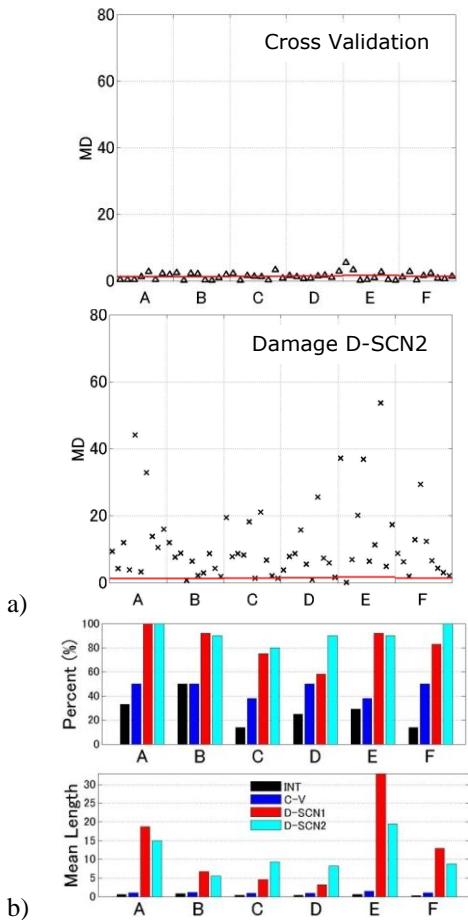 80
Cross Validation
60
MD
40
20
0
A B C D E F
80
Damage D-SCN2
60
MD
40
20
0
A B C D E F
a)
Percent (%)
100
80
60
40
20
0
A B C D E F
Mean Length
30
25
20
15
10
5
0
INT
C-V
D-SCN1
D-SCN2
A B C D E F
b)